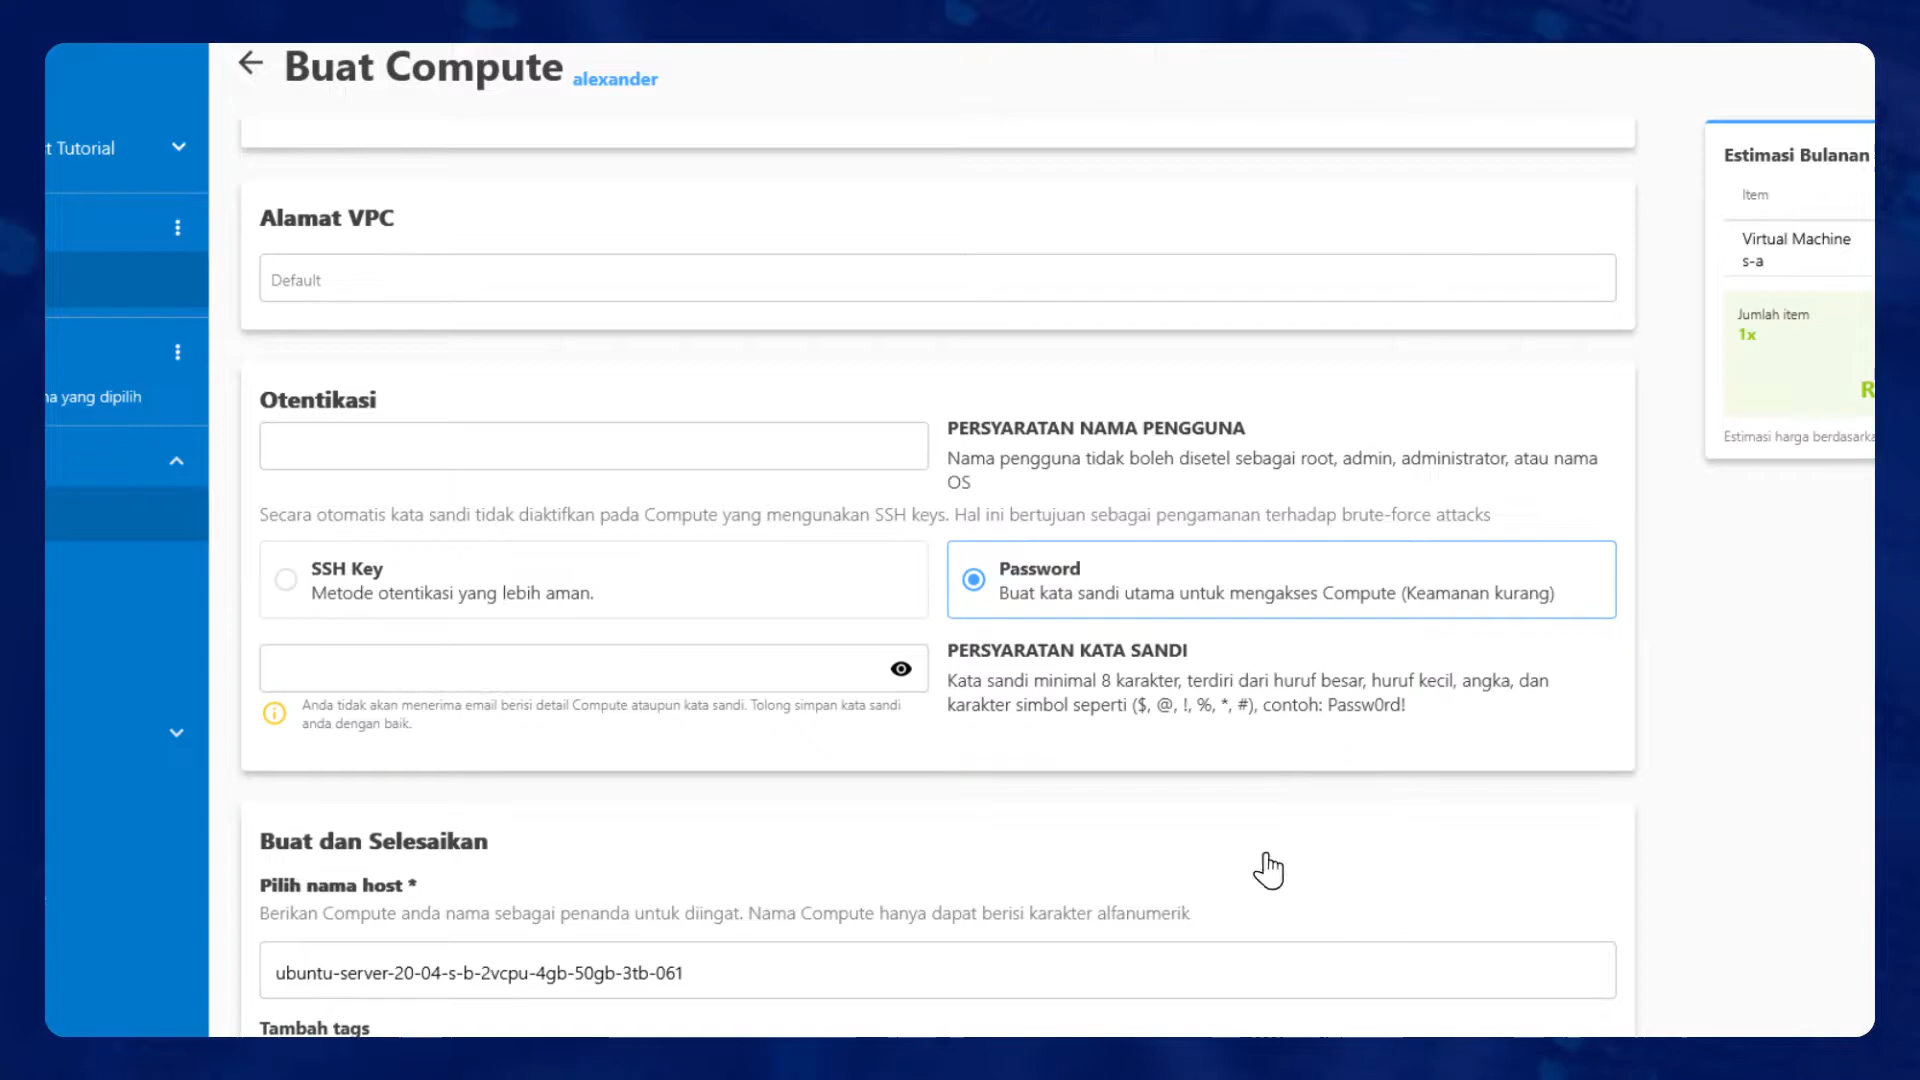 Buat Compute alexander
t Tutorial
a yang dipilih
Alamat VPC
Default
Otentikasi
PERSYARATAN NAMA PENGGUNA
Nama pengguna tidak boleh disetel sebagai root, admin, administrator, atau nama
OS
Secara otomatis kata sandi tidak diaktifkan pada Compute yang mengunakan SSH keys. Hal ini bertujuan sebagai pengamanan terhadap brute-force attacks
SSH Key
Metode otentikasi yang lebih aman.
Password
Buat kata sandi utama untuk mengakses Compute (Keamanan kurang)
PERSYARATAN KATA SANDI
Kata sandi minimal 8 karakter, terdiri dari huruf besar, huruf kecil, angka, dan
karakter simbol seperti ($, @, !, %, *, #), contoh: Passw0rd!
Anda tidak akan menerima email berisi detail Compute ataupun kata sandi. Tolong simpan kata sandi
anda dengan baik.
Buat dan Selesaikan
Pilih nama host *
Berikan Compute anda nama sebagai penanda untuk diingat. Nama Compute hanya dapat berisi karakter alfanumerik
ubuntu-server-20-04-s-b-2vcpu-4gb-50gb-3tb-061
Tambah tags
Estimasi Bulanan
Item
Virtual Machine
s-a
Jumlah item
1x
R
Estimasi harga berdasarka